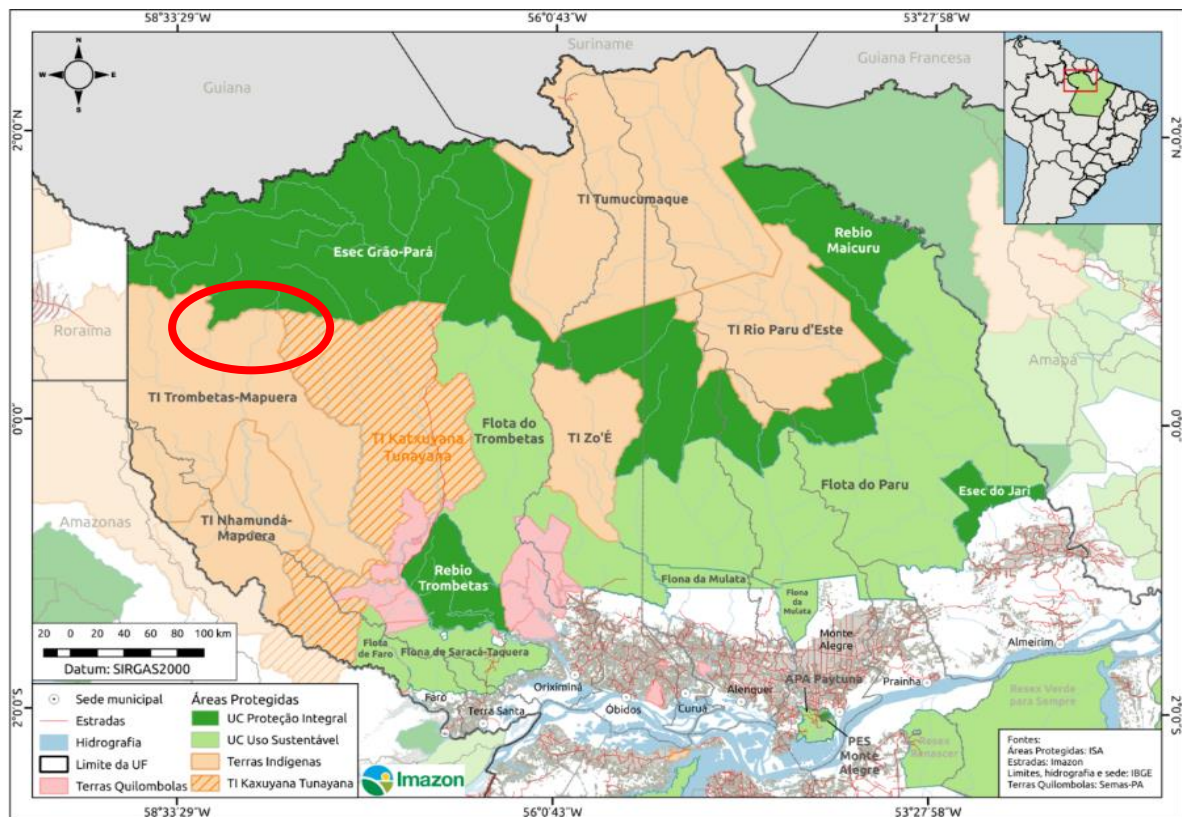 58°33'29"W
56°0'43"W
53°27'58"W
N
W
E
S
Suriname
Guiana Francesa
Guiana
2°0'0"N
2°0'0"N
TI Tumucumaque
Rebio
Maicuru
Esec Grão-Pará
Roraima
TI Rio Paru d'Este
Amapá
TI Trombetas-Mapuera
0°0'0"
0°0'0"
Flota do
Trombetas
TI Zo'É
TI Katxuyana
Tunayana
Flota do Paru
Esec do Jari
Amazonas
TI Nhamundá-
Mapuera
Rebio
Trombetas
Flona da Mulata
Flona
da
Mulata
20 0 20 40 60 80 100 km
Datum: SIRGAS2000
Flota
de Faro
Flona de Saracá-Taquera
Monte
Alegre
Almeirim
Oriximiná
Alenquer
APA Paytuna
Prainha
Faro
Terra Santa
Óbidos
Curuá
2°0'0"S
2°0'0"S
Resex Verde
para Sempre
PES
Monte
Alegre
Resex
Renascer
Sede municipal
Estradas
Hidrografia
Limite da UF
Terras Quilombolas
Áreas Protegidas
UC Proteção Integral
UC Uso Sustentável
Terras Indígenas
TI Kaxuyana Tunayana
Imazon
Fontes:
Áreas Protegidas: ISA
Estradas: Imazon
Limites, hidrografia e sede: IBGE
Terras Quilombolas: Semas-PA
58°33'29"W
56°0'43"W
53°27'58"W